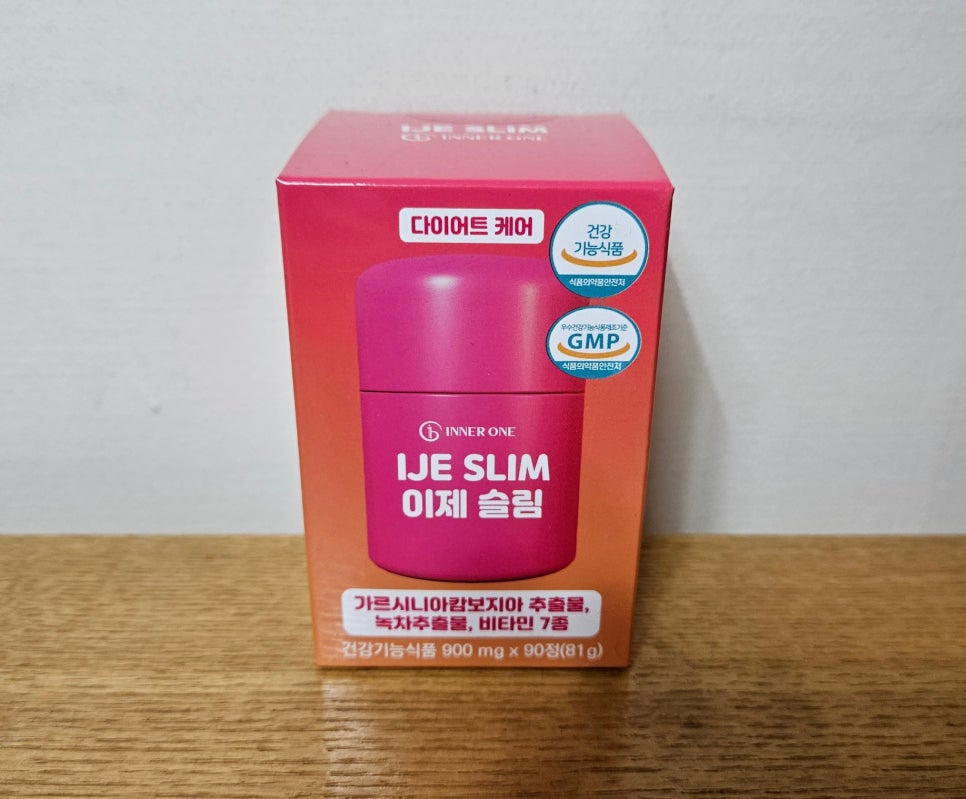 IJE SLIM
INNER ONE
다이어트 케어
건강
기능식품
식품의약품안전처
우수건강기능식품제조기준
GMP
식품의약품안전처
INNER ONE
IJE SLIM
이제 슬림
가르시니아캄보지아 추출물,
녹차추출물, 비타민 7종
건강기능식품 900 mg x 90정(81g)